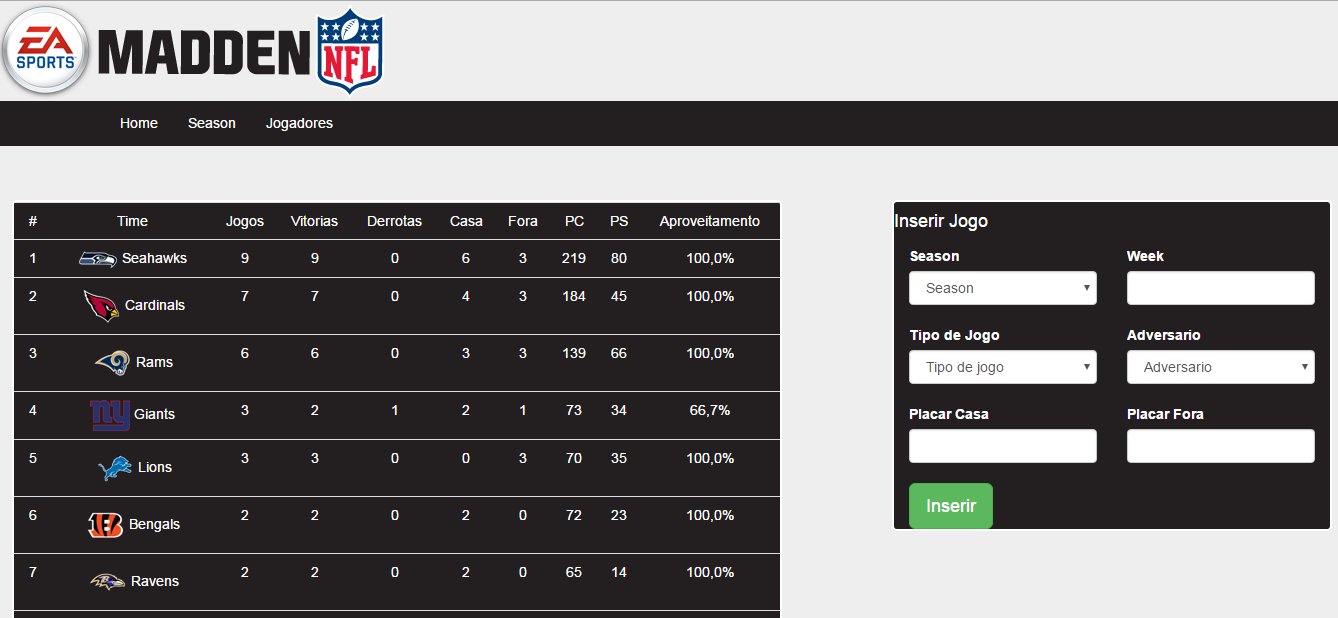 EA SPORTS MADDEN NFL
Home Season Jogadores
# Time Jogos Vitorias Derrotas Casa Fora PC PS Aproveitamento
1 Seahawks 9 9 0 6 3 219 80 100,0%
2 Cardinals 7 7 0 4 3 184 45 100,0%
3 Rams 6 6 0 3 3 139 66 100,0%
4 ny Giants 3 2 1 2 1 73 34 66,7%
5 Lions 3 3 0 0 3 70 35 100,0%
6 B Bengals 2 2 0 2 0 72 23 100,0%
7 Ravens 2 2 0 2 0 65 14 100,0%
Inserir Jogo
Season Week
Season
Tipo de Jogo Adversario
Tipo de jogo Adversario
Placar Casa Placar Fora
Inserir